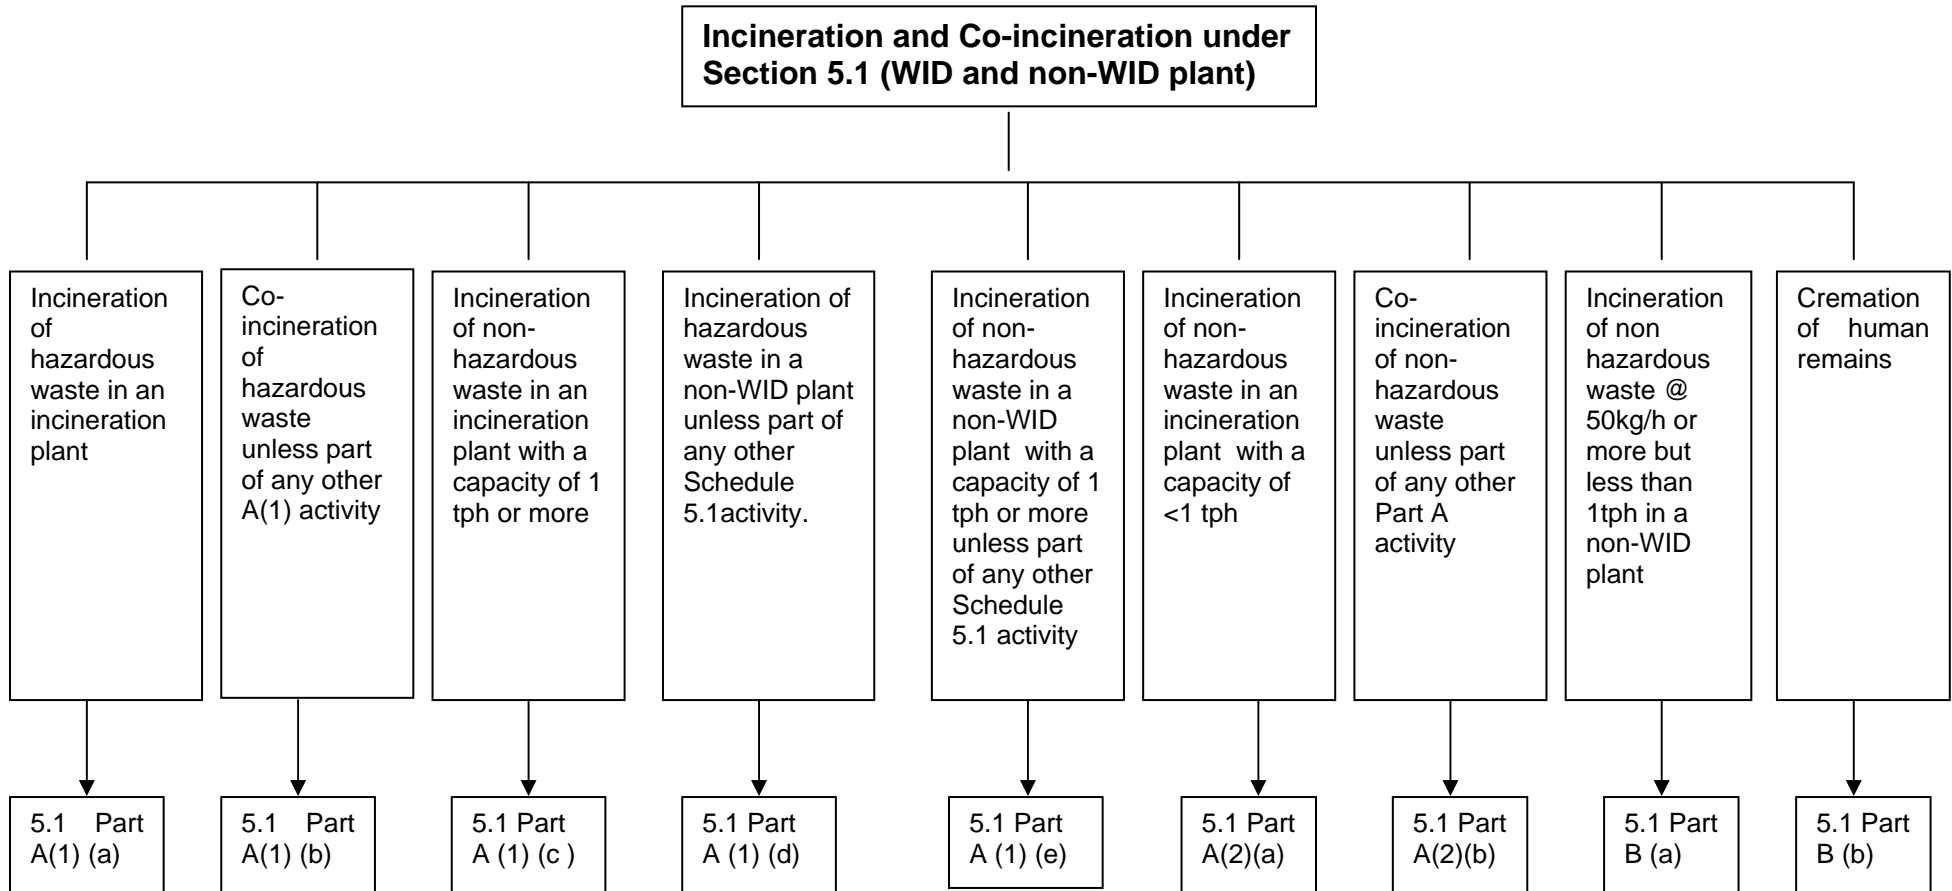 Incineration and Co-incineration under
Section 5.1 (WID and non-WID plant)
Incineration
of
hazardous
waste in an
incineration
plant
Co-
incineration
of
hazardous
waste
unless part
of any other
A(1) activity
Incineration
of non-
hazardous
waste in an
incineration
plant with a
capacity of 1
tph or more
Incineration of
hazardous
waste in a
non-WID plant
unless part of
any other
Schedule
5.1activity.
Incineration
of non-
hazardous
waste in a
non-WID
plant with a
capacity of 1
tph or more
unless part
of any other
Schedule
5.1 activity
Incineration
of non-
hazardous
waste in an
incineration
plant with a
capacity of
<1 tph
Co-
incineration
of non-
hazardous
waste
unless part
of any other
Part A
activity
Incineration
of non
hazardous
waste @
50kg/h or
more but
less than
1tph in a
non-WID
plant
Cremation
of human
remains
5.1 Part
A(1) (a)
5.1 Part
A(1) (b)
5.1 Part
A (1) (c )
5.1 Part
A (1) (d)
5.1 Part
A (1) (e)
5.1 Part
A(2)(a)
5.1 Part
A(2)(b)
5.1 Part
B (a)
5.1 Part
B (b)